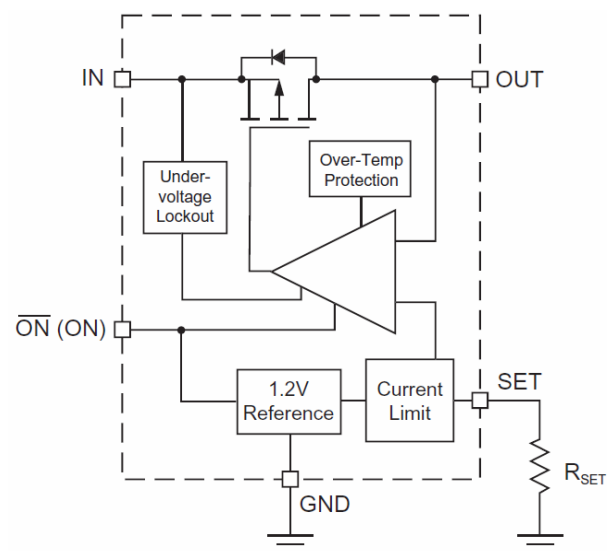 IN
OUT
Under-
voltage
Lockout
Over-Temp
Protection
ON (ON)
1.2V
Reference
Current
Limit
SET
RSET
GND